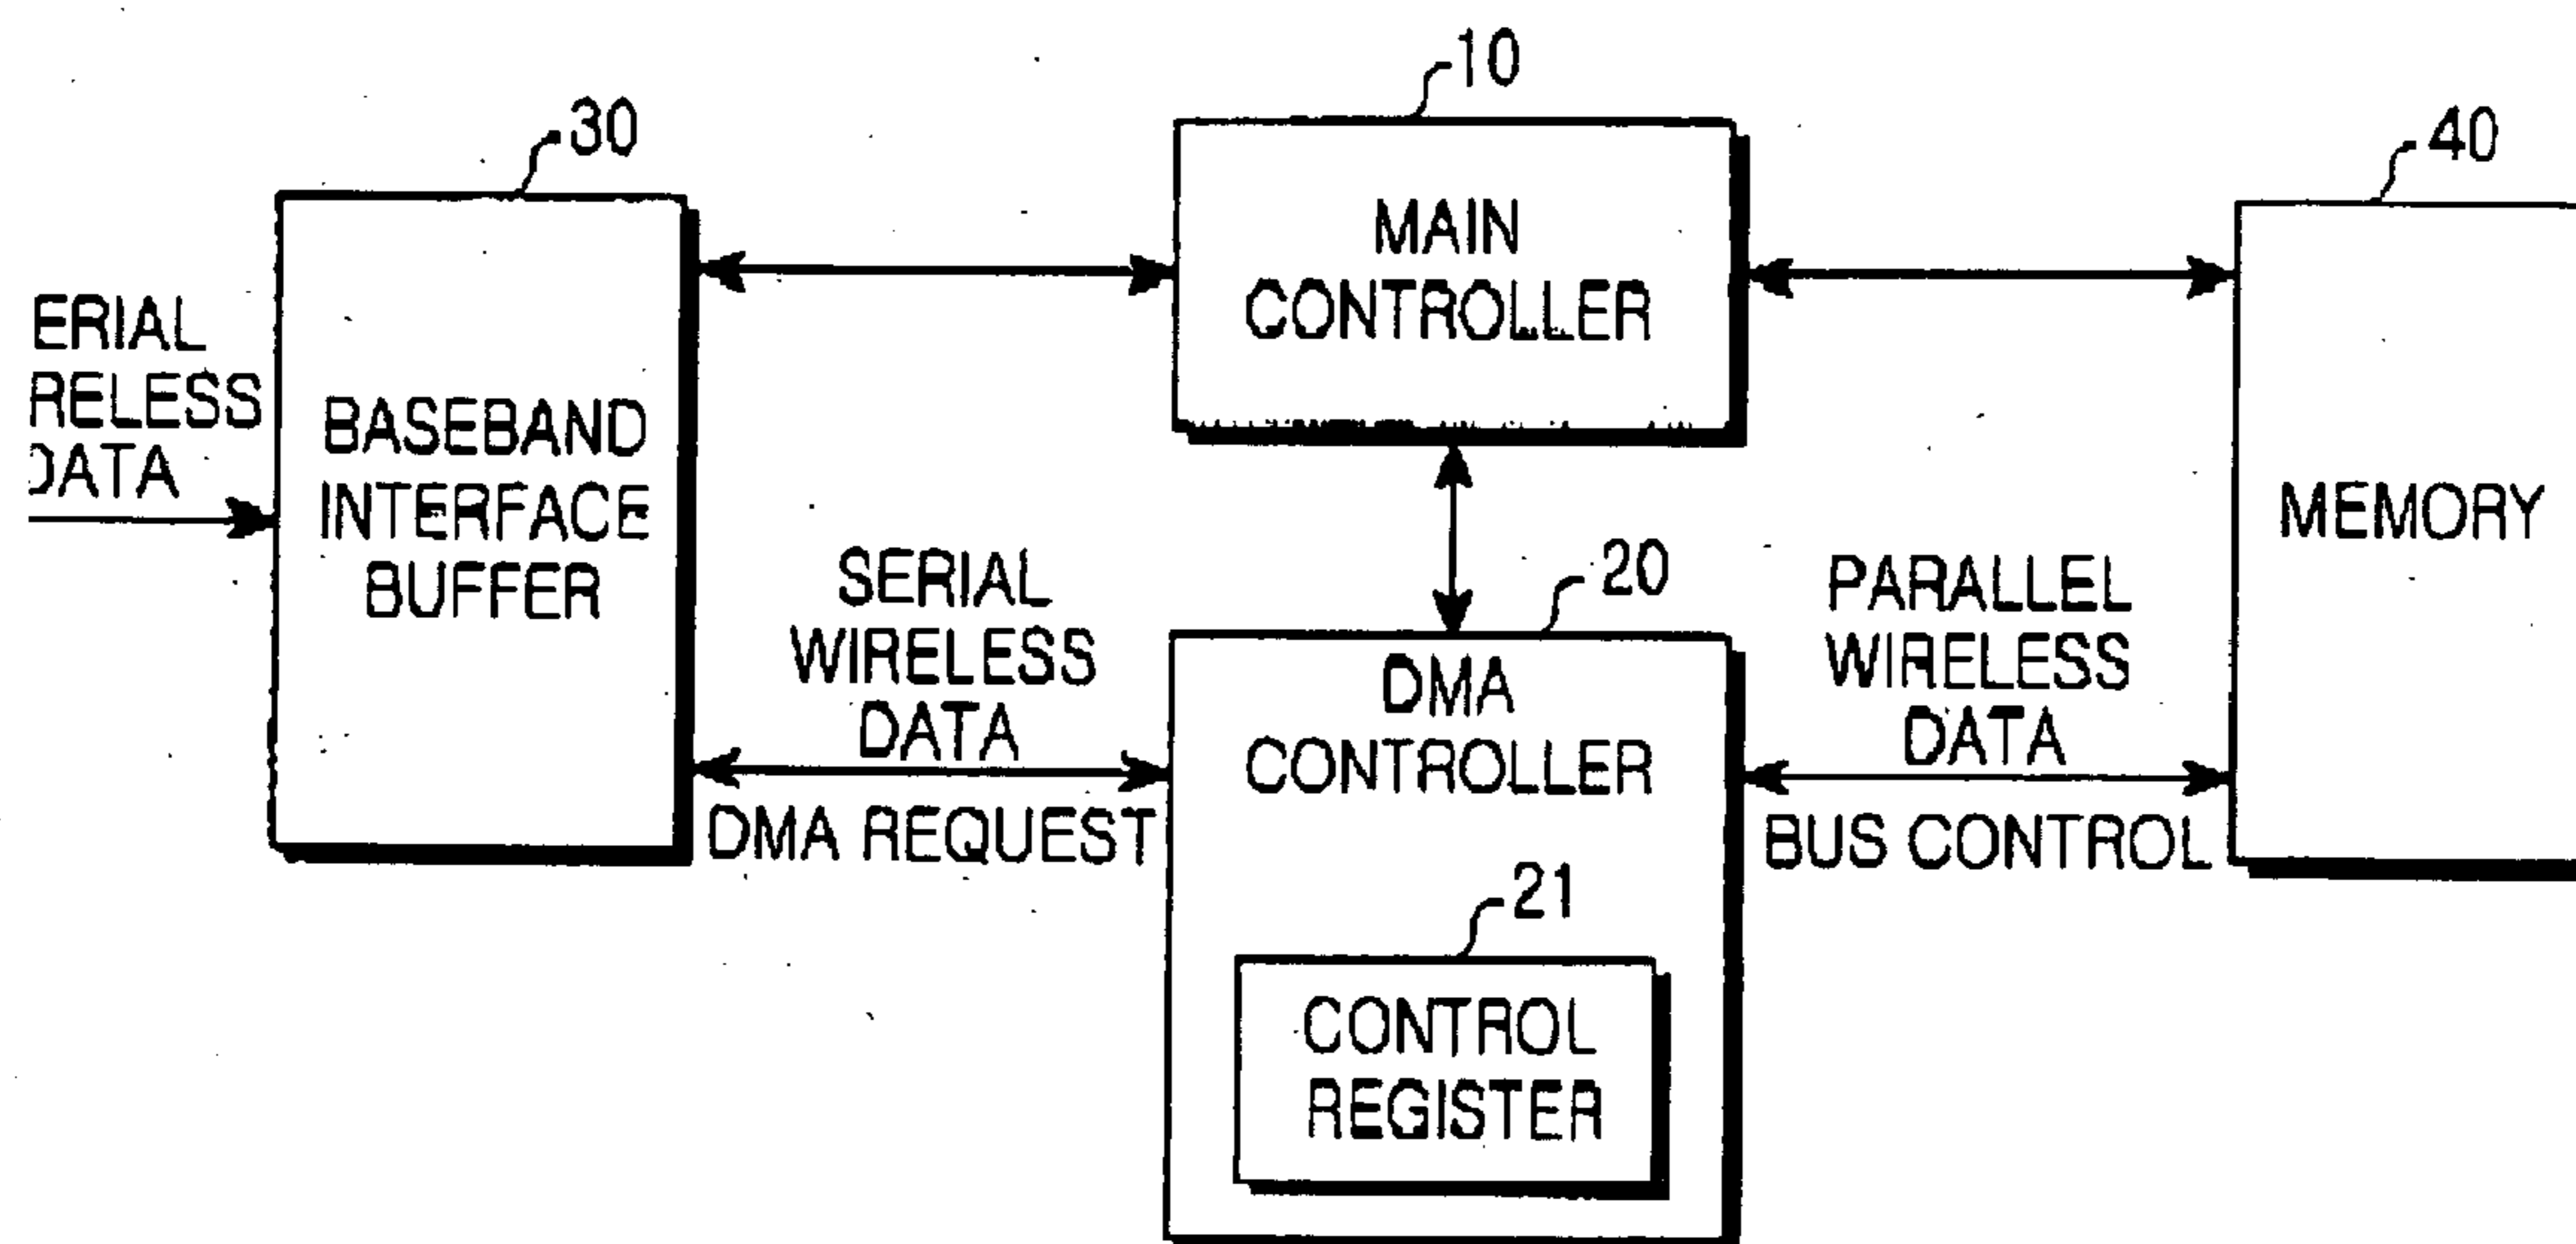 10
30
40
MAIN
CONTROLLER
ERIAL
RELESS
DATA
BASEBAND
INTERFACE
BUFFER
MEMORY
SERIAL
WIRELESS
DATA
DMA REQUEST
20
DMA
CONTROLLER
PARALLEL
WIRELESS
DATA
BUS CONTROL
21
CONTROL
REGISTER